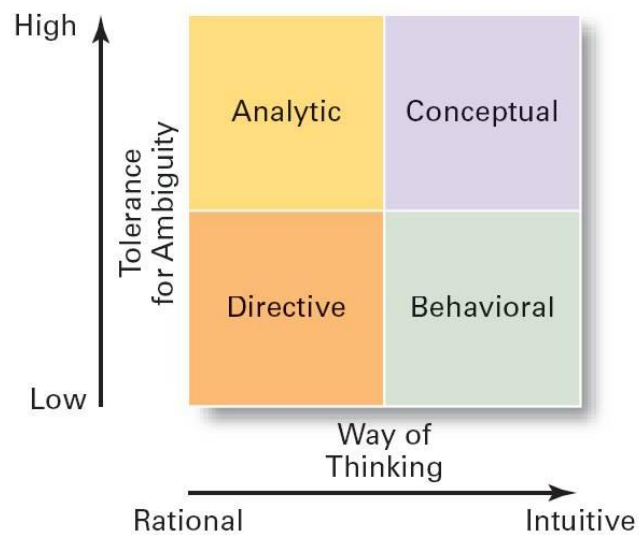 High
Analytic
Conceptual
Tolerance
for Ambiguity
Directive
Behavioral
Low
Way of
Thinking
Rational
Intuitive